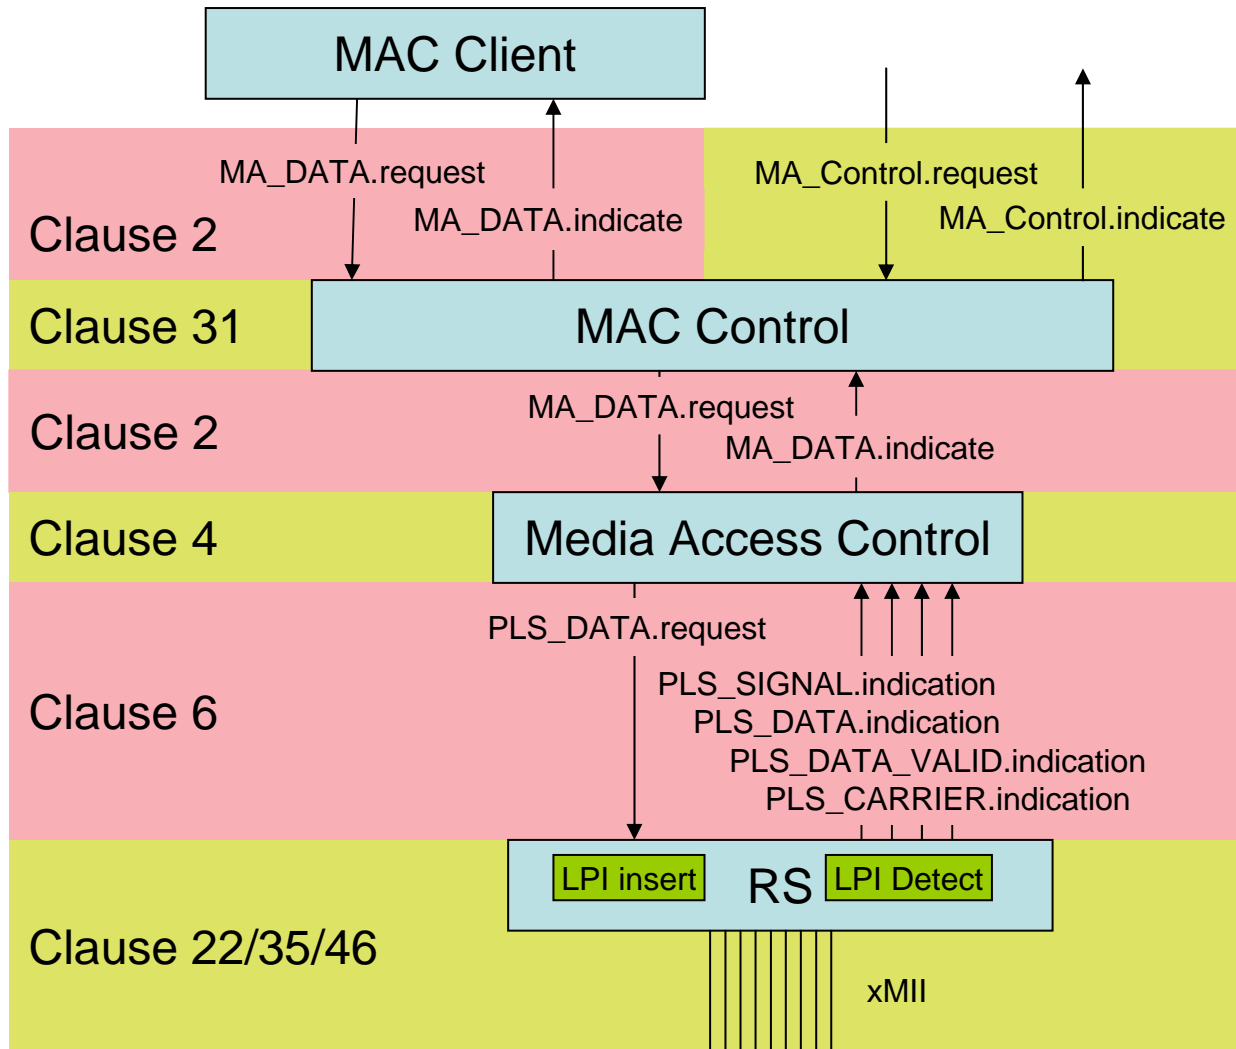 MAC Client
MA_DATA.request
MA_Control.request
MA_DATA.indicate
MA_Control.indicate
Clause 2
Clause 31
MAC Control
Clause 2
MA_DATA.request
MA_DATA.indicate
Clause 4
Media Access Control
PLS_DATA.request
Clause 6
PLS_SIGNAL.indication
PLS_DATA.indication
PLS_DATA_VALID.indication
PLS_CARRIER.indication
LPI insert
RS
LPI Detect
Clause 22/35/46
xMII